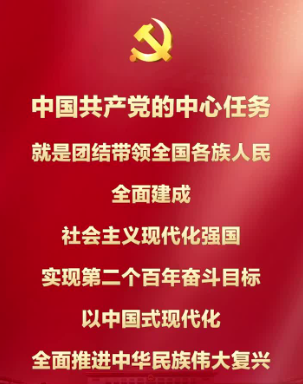 中国共产党的中心任务
就是团结带领全国各族人民
全面建成
社会主义现代化强国
实现第二个百年奋斗目标
以中国式现代化
全面推进中华民族伟大复兴